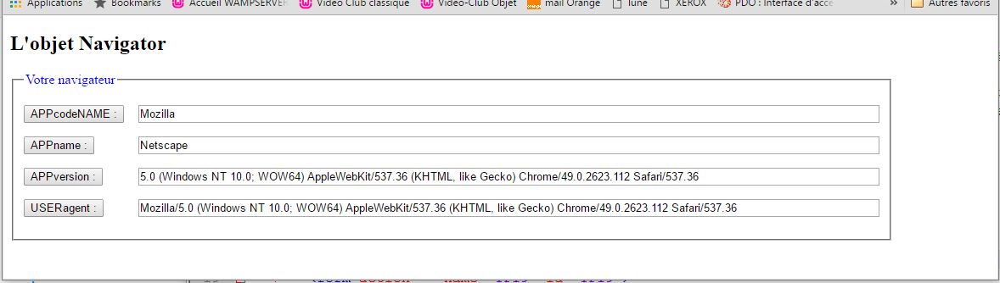 Applications Bookmarks Accueil WAMPSERVER Video Club classique Video-Club Objet mail Orange Tune XEROX PDO : Interface d'accè » Autres favoris
L'objet Navigator
Votre navigateur
APPcodeNAME : Mozilla
APPname : Netscape
APPversion : 5.0 (Windows NT 10.0; WOW64) AppleWebKit/537.36 (KHTML, like Gecko) Chrome/49.0.2623.112 Safari/537.36
USERagent : Mozilla/5.0 (Windows NT 10.0; WOW64) AppleWebKit/537.36 (KHTML, like Gecko) Chrome/49.0.2623.112 Safari/537.36